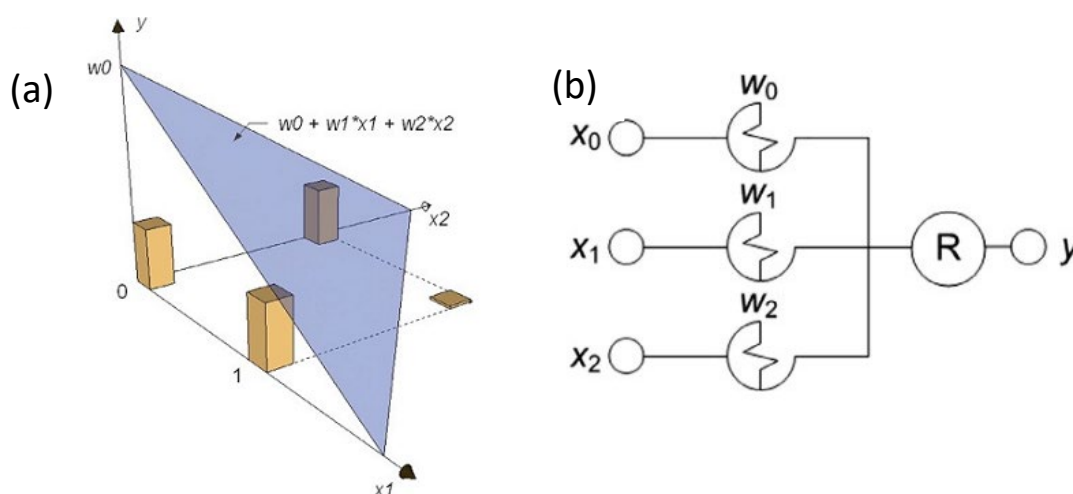 (a)
y
w0
w0 + w1*x1 + w2*x2
x2
0
1
x1
(b)
w₀
x₀
w₁
x₁
R
y
w₂
x₂